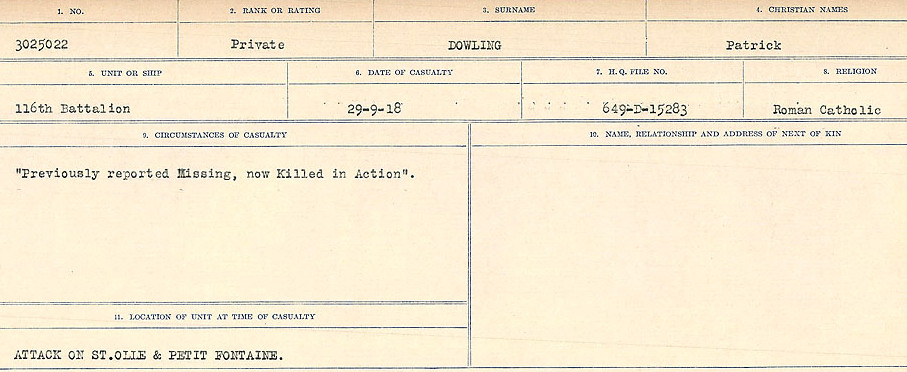 1. NO. 2. RANK OR RATING 3. SURNAME 4. CHRISTIAN NAMES
3025022 Private DOWLING Patrick
5. UNIT OR SHIP 6. DATE OF CASUALTY 7. H. Q. FILE NO. 8. RELIGION
116th Battalion 29-9-18 649-D-15283 Roman Catholic
9. CIRCUMSTANCES OF CASUALTY
"Previously reported Missing, now Killed in Action".
10. NAME, RELATIONSHIP AND ADDRESS OF NEXT OF KIN
11. LOCATION OF UNIT AT TIME OF CASUALTY
ATTACK ON ST.OLLE & PETIT FONTAINE.